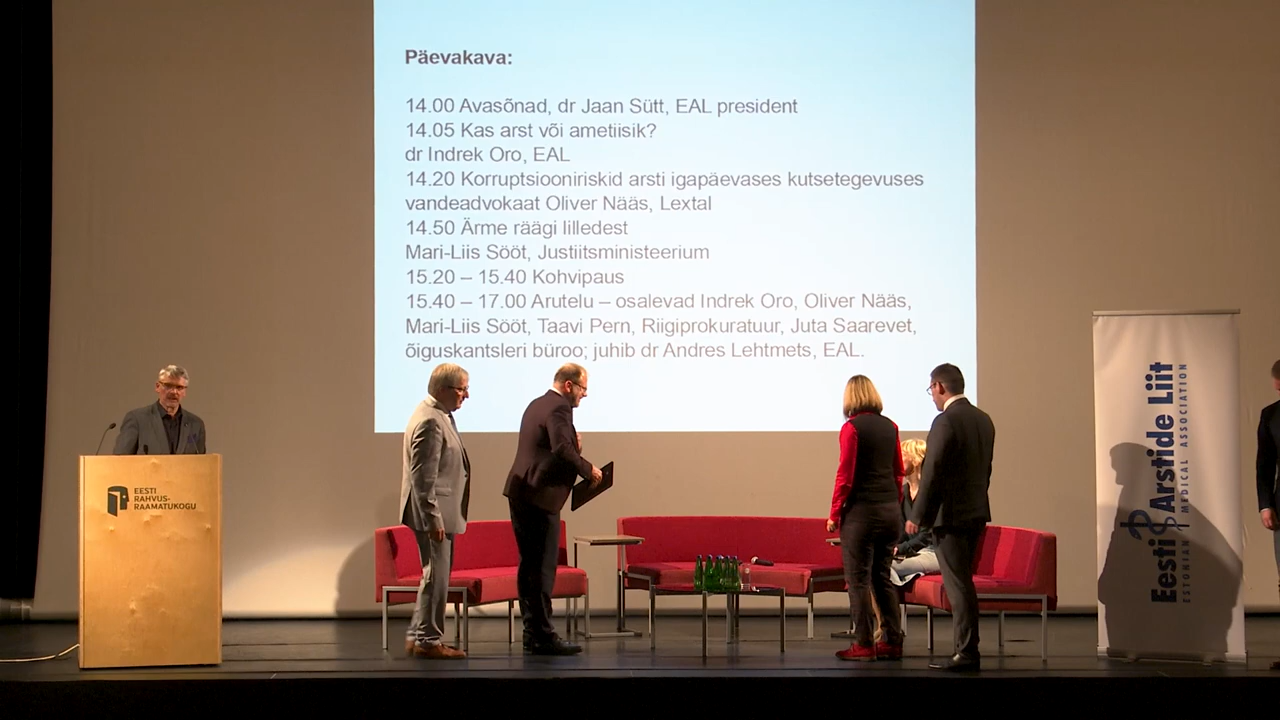 Päevakava:
14.00 Avasõnad, dr Jaan Sütt, EAL president
14.05 Kas arst või ametiisik?
dr Indrek Oro, EAL
14.20 Korruptsiooniriskid arsti igapäevases kutsetegevuses
vandeadvokaat Oliver Nääs, Lextal
14.50 Ärme räägi lilledest
Mari-Liis Sööt, Justiitsministeerium
15.20 – 15.40 Kohvipaus
15.40 – 17.00 Arutelu – osalevad Indrek Oro, Oliver Nääs,
Mari-Liis Sööt, Taavi Pern, Riigiprokuratuur, Juta Saarevet,
õiguskantsleri büroo; juhib dr Andres Lehtmets, EAL.
EESTI
RAHVUS-
RAAMATUKOGU
Eesti Arstide Liit
ESTONIAN MEDICAL ASSOCIATION